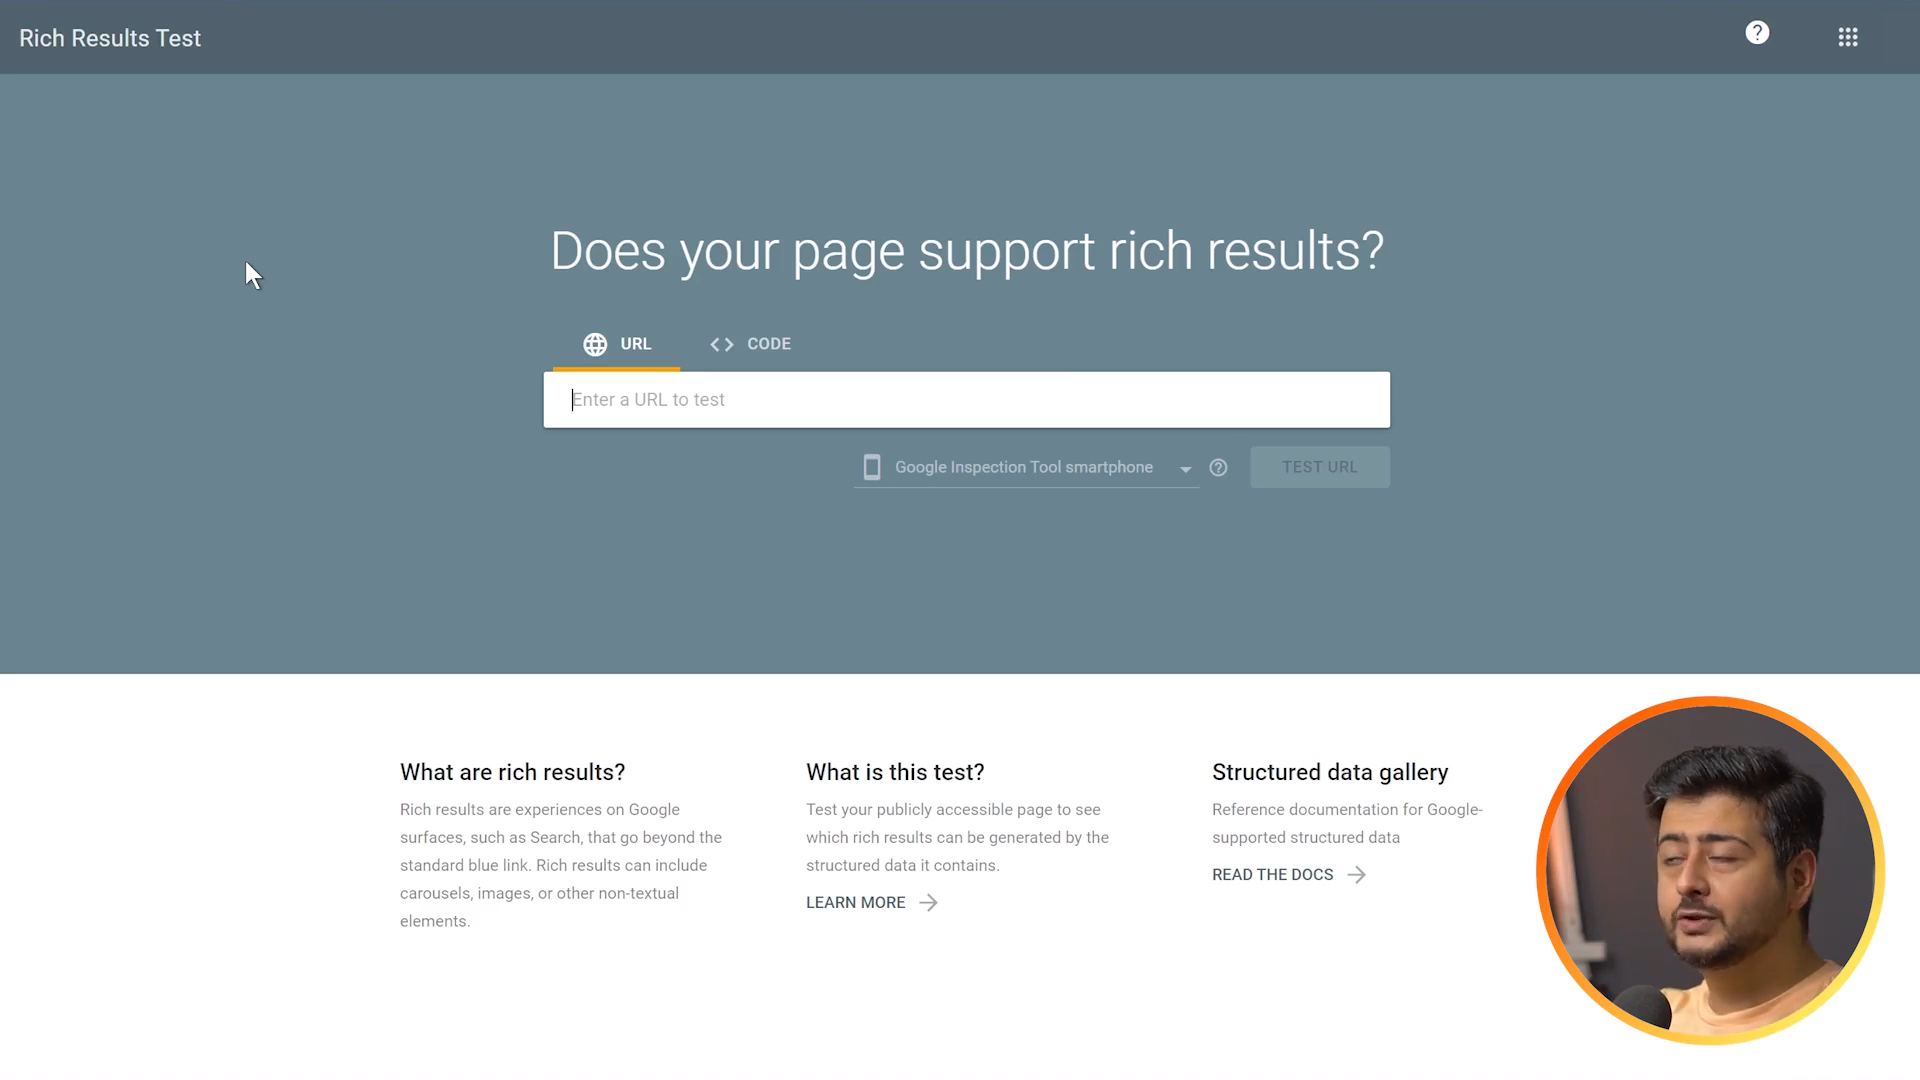 Rich Results Test
Does your page support rich results?
URL
CODE
Enter a URL to test
Google Inspection Tool smartphone
TEST URL
What are rich results?
Rich results are experiences on Google
surfaces, such as Search, that go beyond the
standard blue link. Rich results can include
carousels, images, or other non-textual
elements.
What is this test?
Test your publicly accessible page to see
which rich results can be generated by the
structured data it contains.
LEARN MORE
Structured data gallery
Reference documentation for Google-
supported structured data
READ THE DOCS